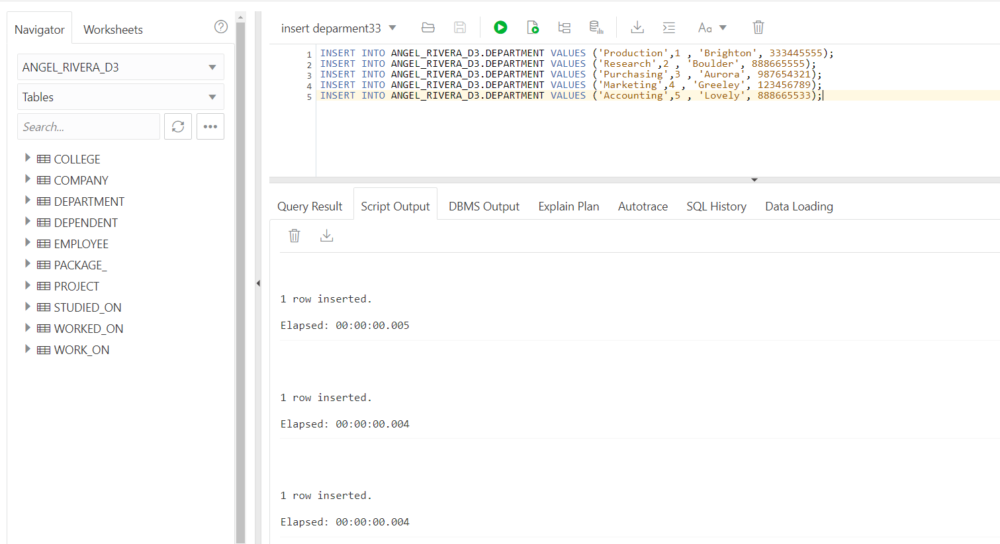 Navigator Worksheets
ANGEL_RIVERA_D3
Tables
Search...
COLLEGE
COMPANY
DEPARTMENT
DEPENDENT
EMPLOYEE
PACKAGE_
PROJECT
STUDIED_ON
WORKED_ON
WORK_ON
insert deparment33
Aa
1 INSERT INTO ANGEL_RIVERA_D3.DEPARTMENT VALUES ('Production',1 , 'Brighton', 333445555);
2 INSERT INTO ANGEL_RIVERA_D3.DEPARTMENT VALUES ('Research',2 , 'Boulder', 888665555);
3 INSERT INTO ANGEL_RIVERA_D3.DEPARTMENT VALUES ('Purchasing',3 , 'Aurora', 987654321);
4 INSERT INTO ANGEL_RIVERA_D3.DEPARTMENT VALUES ('Marketing',4 , 'Greeley', 123456789);
5 INSERT INTO ANGEL_RIVERA_D3.DEPARTMENT VALUES ('Accounting',5 , 'Lovely', 888665533);
Query Result Script Output DBMS Output Explain Plan Autotrace SQL History Data Loading
1 row inserted.
Elapsed: 00:00:00.005
1 row inserted.
Elapsed: 00:00:00.004
1 row inserted.
Elapsed: 00:00:00.004